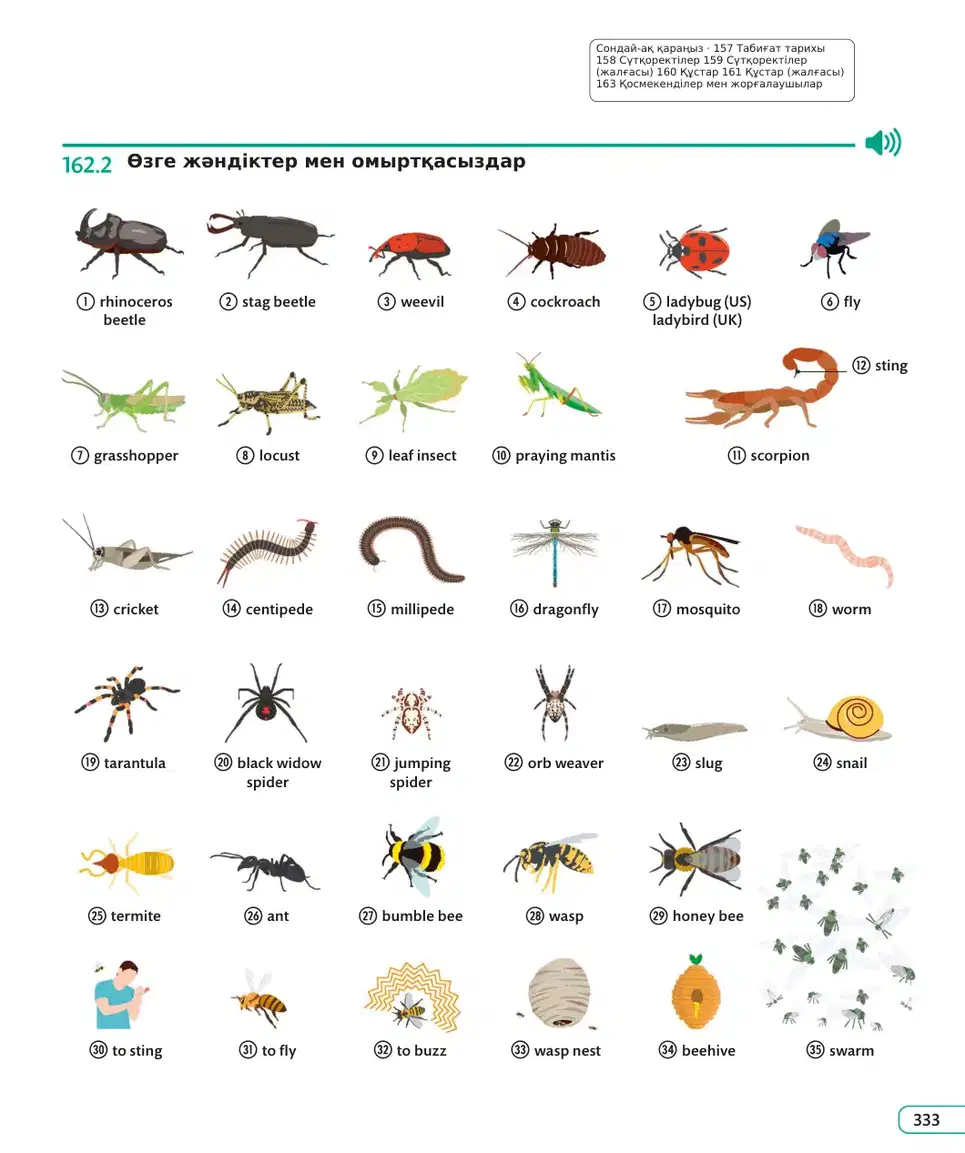 Сондай-ақ қараңыз · 157 Табиғат тарихы
158 Сүтқоректілер 159 Сүтқоректілер
(жалғасы) 160 Құстар 161 Құстар (жалғасы)
163 Қосмекенділер мен жорғалаушылар
162.2 Өзге жәндіктер мен омыртқасыздар
1 rhinoceros
beetle
2 stag beetle
3 weevil
4 cockroach
5 ladybug (US)
ladybird (UK)
6 fly
12 sting
7 grasshopper
8 locust
9 leaf insect
10 praying mantis
11 scorpion
13 cricket
14 centipede
15 millipede
16 dragonfly
17 mosquito
18 worm
19 tarantula
20 black widow
spider
21 jumping
spider
22 orb weaver
23 slug
24 snail
25 termite
26 ant
27 bumble bee
28 wasp
29 honey bee
30 to sting
31 to fly
32 to buzz
33 wasp nest
34 beehive
35 swarm
333